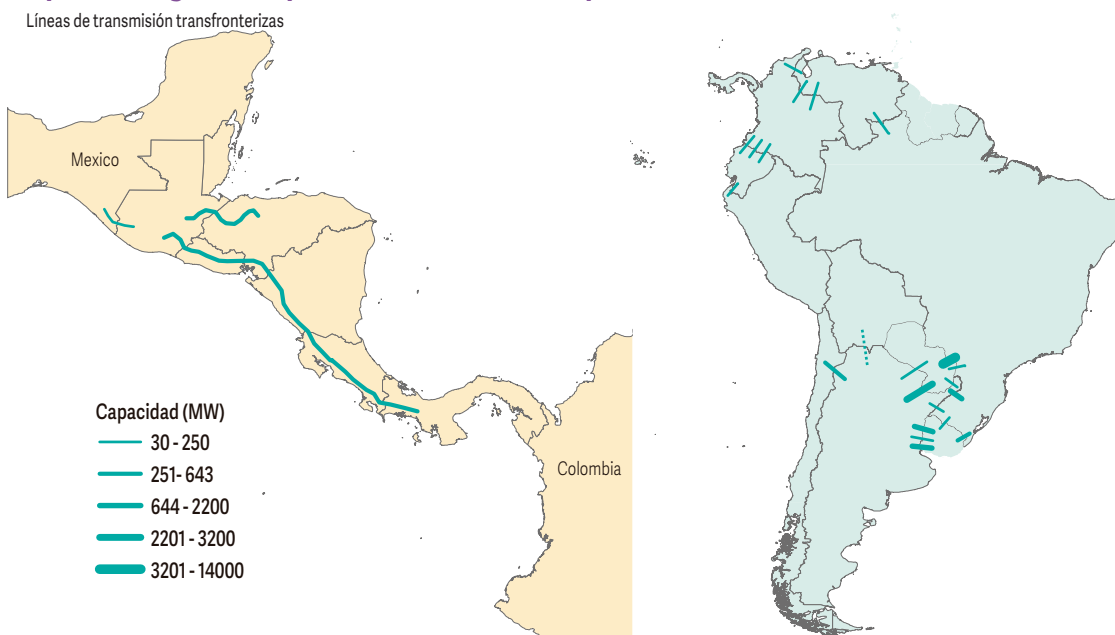 Líneas de transmisión transfronterizas
Mexico
Colombia
Capacidad (MW)
30 - 250
251- 643
644 - 2200
2201 - 3200
3201 - 14000